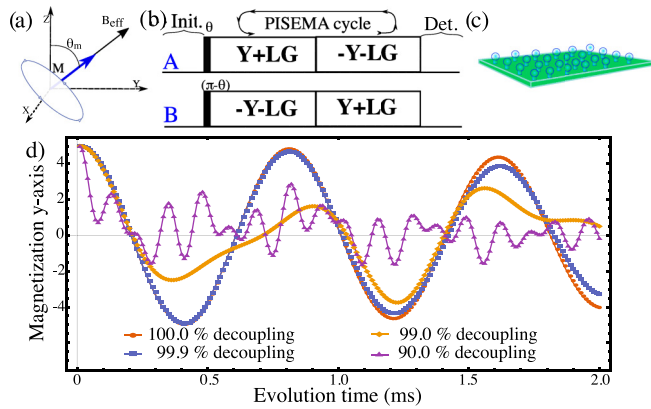 (a)
Z
B_eff
θ_m
M
Y
X
(b)
Init.
θ
PISEMA cycle
Det.
A
Y+LG
-Y-LG
(π-θ)
B
-Y-LG
Y+LG
(c)
d)
Magnetization y-axis
4
2
0
-2
-4
100.0 % decoupling
99.0 % decoupling
99.9 % decoupling
90.0 % decoupling
0
0.5
1.0
1.5
2.0
Evolution time (ms)